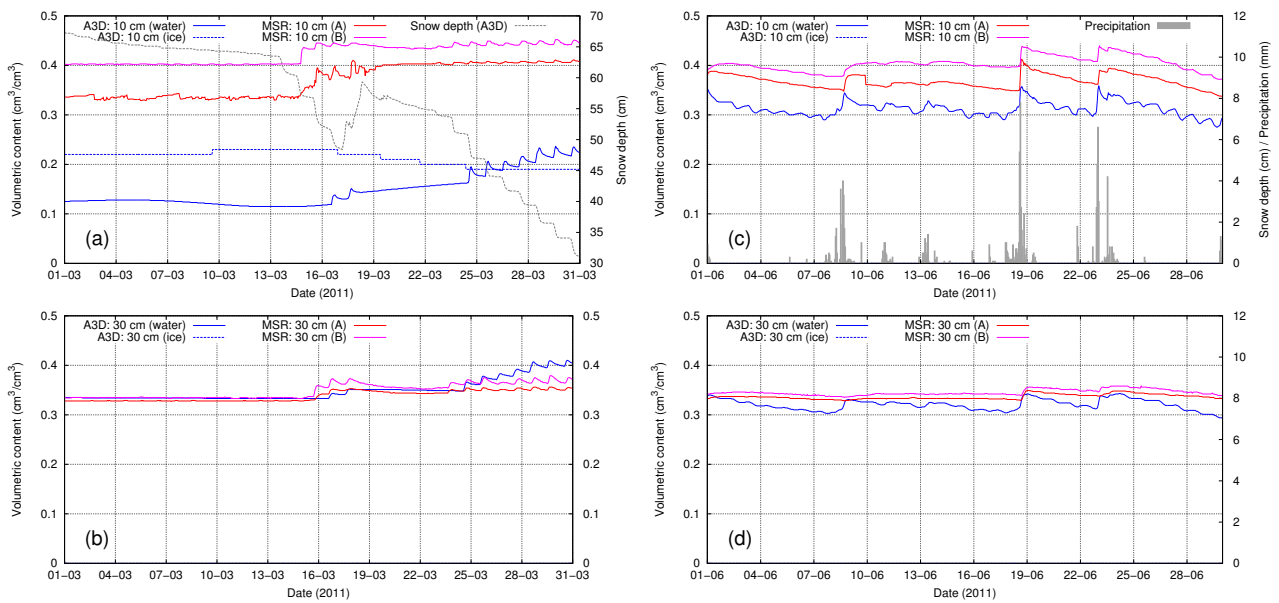 A3D: 10 cm (water)
A3D: 10 cm (ice)
MSR: 10 cm (A)
MSR: 10 cm (B)
Snow depth (A3D)
Volumetric content (cm³/cm³)
0.5
0.4
0.3
0.2
0.1
0
70
65
60
55
50
45
40
35
30
Snow depth (cm)
(a)
01−03 04−03 07−03 10−03 13−03 16−03 19−03 22−03 25−03 28−03 31−03
Date (2011)
A3D: 10 cm (water)
A3D: 10 cm (ice)
MSR: 10 cm (A)
MSR: 10 cm (B)
Precipitation
Volumetric content (cm³/cm³)
0.5
0.4
0.3
0.2
0.1
0
12
10
8
6
4
2
0
Snow depth (cm) / Precipitation (mm)
(c)
01−06 04−06 07−06 10−06 13−06 16−06 19−06 22−06 25−06 28−06
Date (2011)
A3D: 30 cm (water)
A3D: 30 cm (ice)
MSR: 30 cm (A)
MSR: 30 cm (B)
Volumetric content (cm³/cm³)
0.5
0.4
0.3
0.2
0.1
0
0.5
0.4
0.3
0.2
0.1
0
(b)
01−03 04−03 07−03 10−03 13−03 16−03 19−03 22−03 25−03 28−03 31−03
Date (2011)
A3D: 30 cm (water)
A3D: 30 cm (ice)
MSR: 30 cm (A)
MSR: 30 cm (B)
Volumetric content (cm³/cm³)
0.5
0.4
0.3
0.2
0.1
0
12
10
8
6
4
2
0
(d)
01−06 04−06 07−06 10−06 13−06 16−06 19−06 22−06 25−06 28−06
Date (2011)